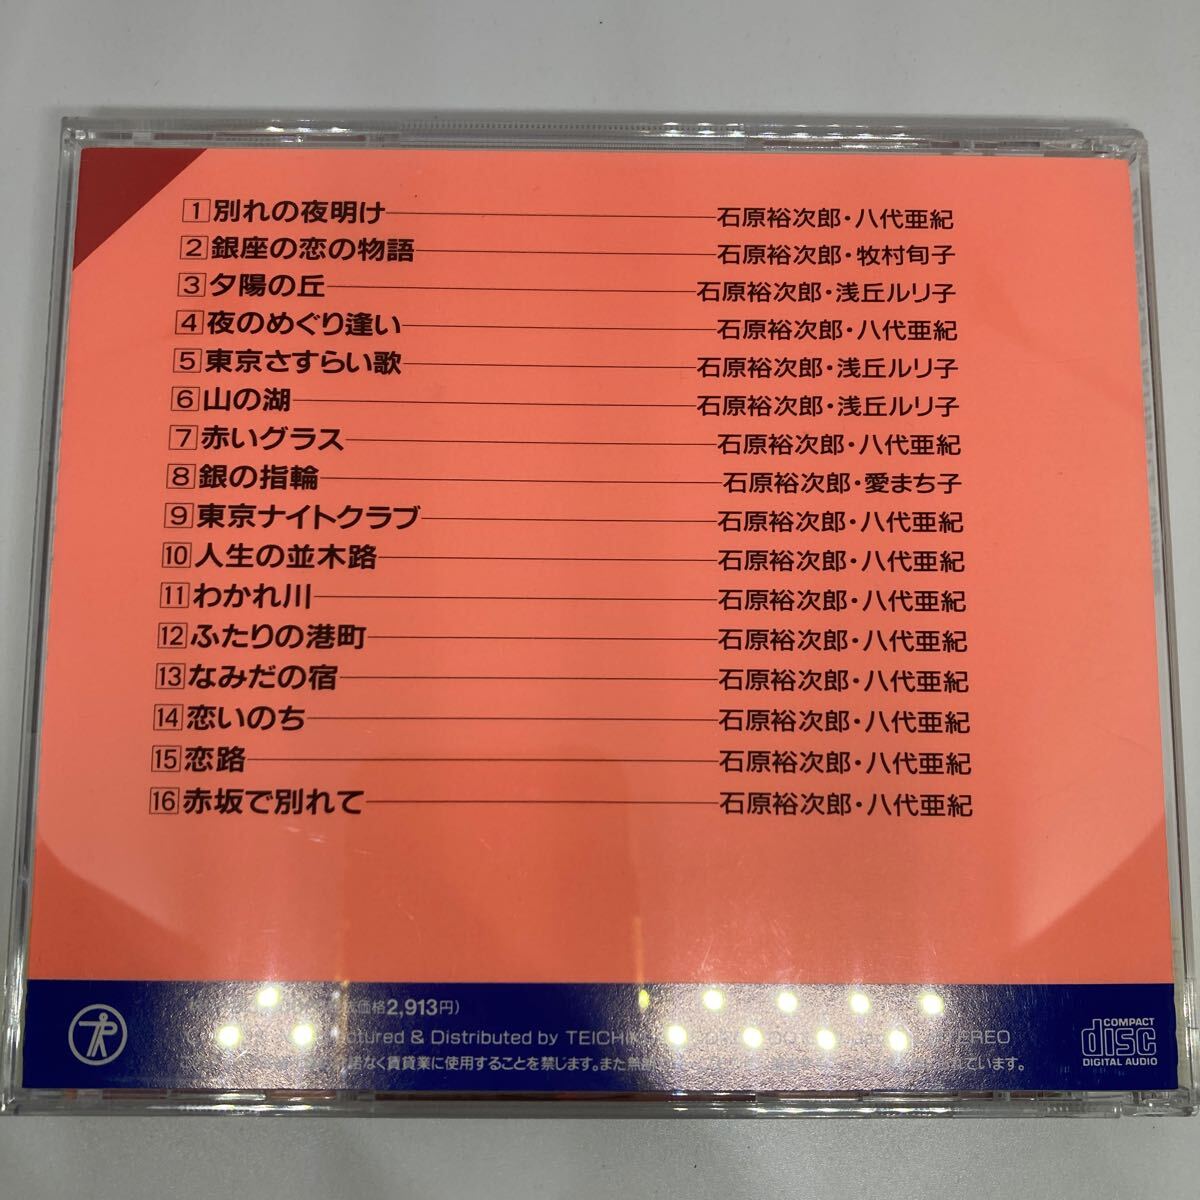 1 別れの夜明け 石原裕次郎・八代亜紀
2 銀座の恋の物語 石原裕次郎・牧村旬子
3 夕陽の丘 石原裕次郎・浅丘ルリ子
4 夜のめぐり逢い 石原裕次郎・八代亜紀
5 東京さすらい歌 石原裕次郎・浅丘ルリ子
6 山の湖 石原裕次郎・浅丘ルリ子
7 赤いグラス 石原裕次郎・八代亜紀
8 銀の指輪 石原裕次郎・愛まち子
9 東京ナイトクラブ 石原裕次郎・八代亜紀
10 人生の並木路 石原裕次郎・八代亜紀
11 わかれ川 石原裕次郎・八代亜紀
12 ふたりの港町 石原裕次郎・八代亜紀
13 なみだの宿 石原裕次郎・八代亜紀
14 恋いのち 石原裕次郎・八代亜紀
15 恋路 石原裕次郎・八代亜紀
16 赤坂で別れて 石原裕次郎・八代亜紀
価格2,913円)
& Distributed by
なく賃貸業に使用することを禁じます。また無 ています。
COMPACT
disc
DIGITAL AUDIO